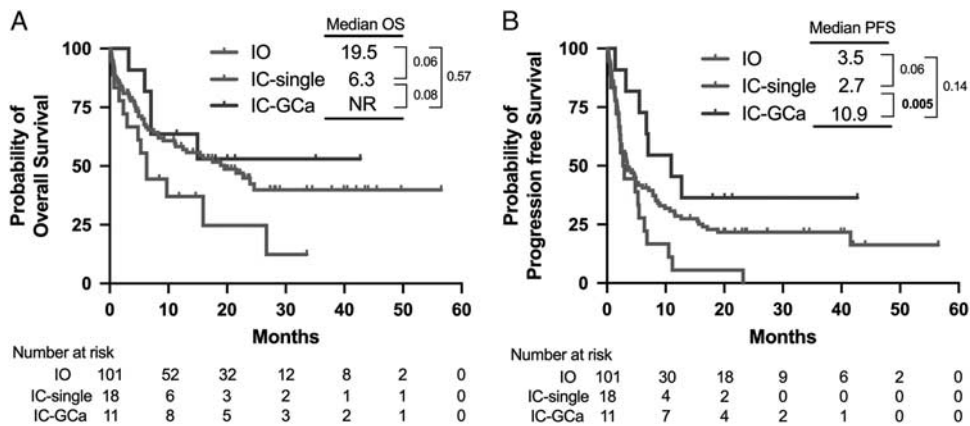 A
Median OS
IO 19.5
IC-single 6.3
IC-GCa NR
0.06
0.08
0.57
Probability of
Overall Survival
100
75
50
25
0
0 10 20 30 40 50 60
Months
Number at risk
IO 101 52 32 12 8 2 0
IC-single 18 6 3 2 1 1 0
IC-GCa 11 8 5 3 2 1 0
B
Median PFS
IO 3.5
IC-single 2.7
IC-GCa 10.9
0.06
0.005
0.14
Probability of
Progression free Survival
100
75
50
25
0
0 10 20 30 40 50 60
Months
Number at risk
IO 101 30 18 9 6 2 0
IC-single 18 4 2 0 0 0 0
IC-GCa 11 7 4 2 1 0 0